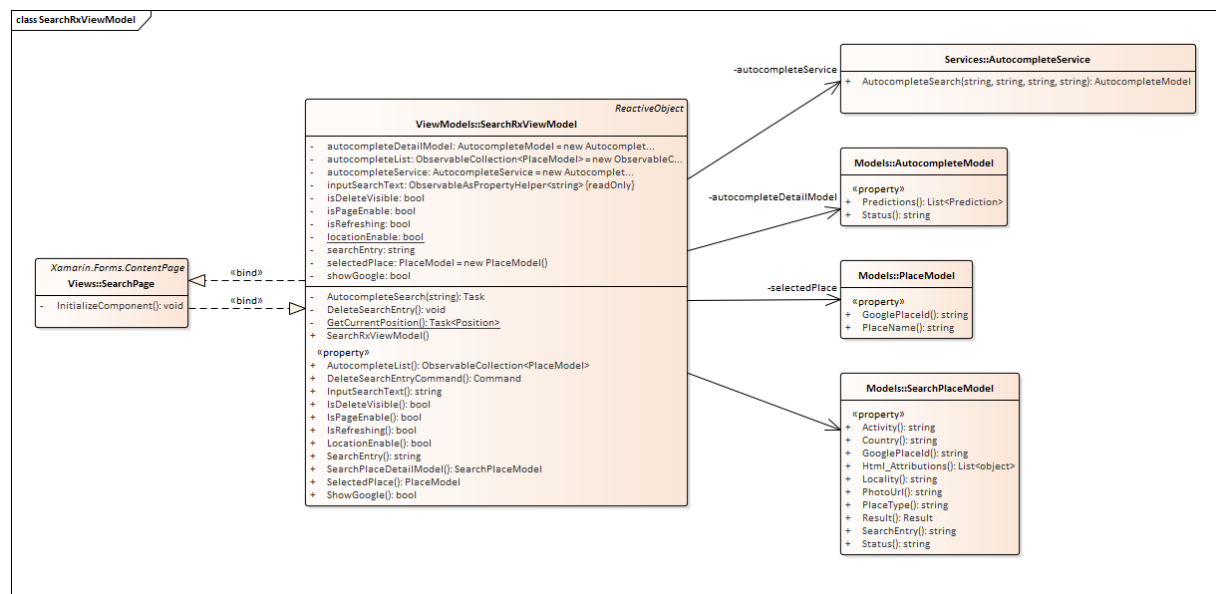 class SearchRxViewModel
Services::AutocompleteService
+ AutocompleteSearch(string, string, string, string): AutocompleteModel
-autocompleteService
ReactiveObject
ViewModels::SearchRxViewModel
- autocompleteDetailModel: AutocompleteModel = new Autocomplet...
- autocompleteList: ObservableCollection<PlaceModel> = new ObservableC...
- autocompleteService: AutocompleteService = new Autocomplet...
- inputSearchText: ObservableAsPropertyHelper<string> {readOnly}
- isDeleteVisible: bool
- isPageEnable: bool
- isRefreshing: bool
- locationEnable: bool
- searchEntry: string
- selectedPlace: PlaceModel = new PlaceModel()
- showGoogle: bool
- AutocompleteSearch(string): Task
- DeleteSearchEntry(): void
- GetCurrentPosition(): Task<Position>
+ SearchRxViewModel()
«property»
+ AutocompleteList(): ObservableCollection<PlaceModel>
+ DeleteSearchEntryCommand(): Command
+ InputSearchText(): string
+ IsDeleteVisible(): bool
+ IsPageEnable(): bool
+ IsRefreshing(): bool
+ LocationEnable(): bool
+ SearchEntry(): string
+ SearchPlaceDetailModel(): SearchPlaceModel
+ SelectedPlace(): PlaceModel
+ ShowGoogle(): bool
Models::AutocompleteModel
«property»
+ Predictions(): List<Prediction>
+ Status(): string
-autocompleteDetailModel
Xamarin.Forms.ContentPage
Views::SearchPage
- InitializeComponent(): void
«bind»
«bind»
Models::PlaceModel
«property»
+ GooglePlaceId(): string
+ PlaceName(): string
-selectedPlace
Models::SearchPlaceModel
«property»
+ Activity(): string
+ Country(): string
+ GooglePlaceId(): string
+ Html_Attributions(): List<object>
+ Locality(): string
+ PhotoUrl(): string
+ PlaceType(): string
+ Result(): Result
+ SearchEntry(): string
+ Status(): string